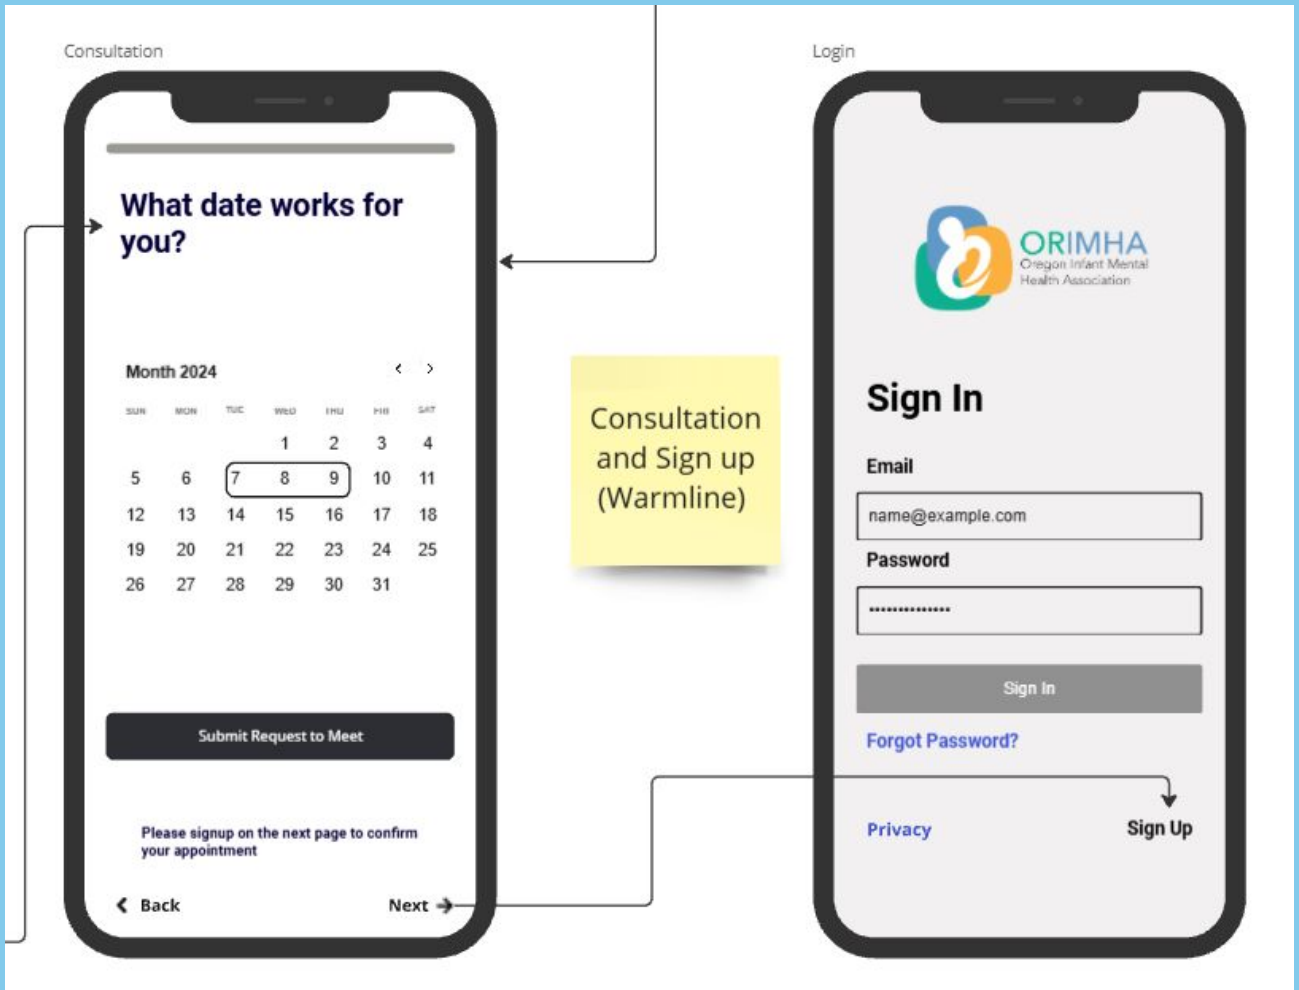 Consultation
What date works for
you?
Month 2024
SUN MON TUE WED THU FRI SAT
1 2 3 4
5 6 7 8 9 10 11
12 13 14 15 16 17 18
19 20 21 22 23 24 25
26 27 28 29 30 31
Submit Request to Meet
Please signup on the next page to confirm
your appointment
Back
Next
Consultation
and Sign up
(Warmline)
Login
ORIMHA
Oregon Infant Mental
Health Association
Sign In
Email
name@example.com
Password
Sign In
Forgot Password?
Privacy
Sign Up